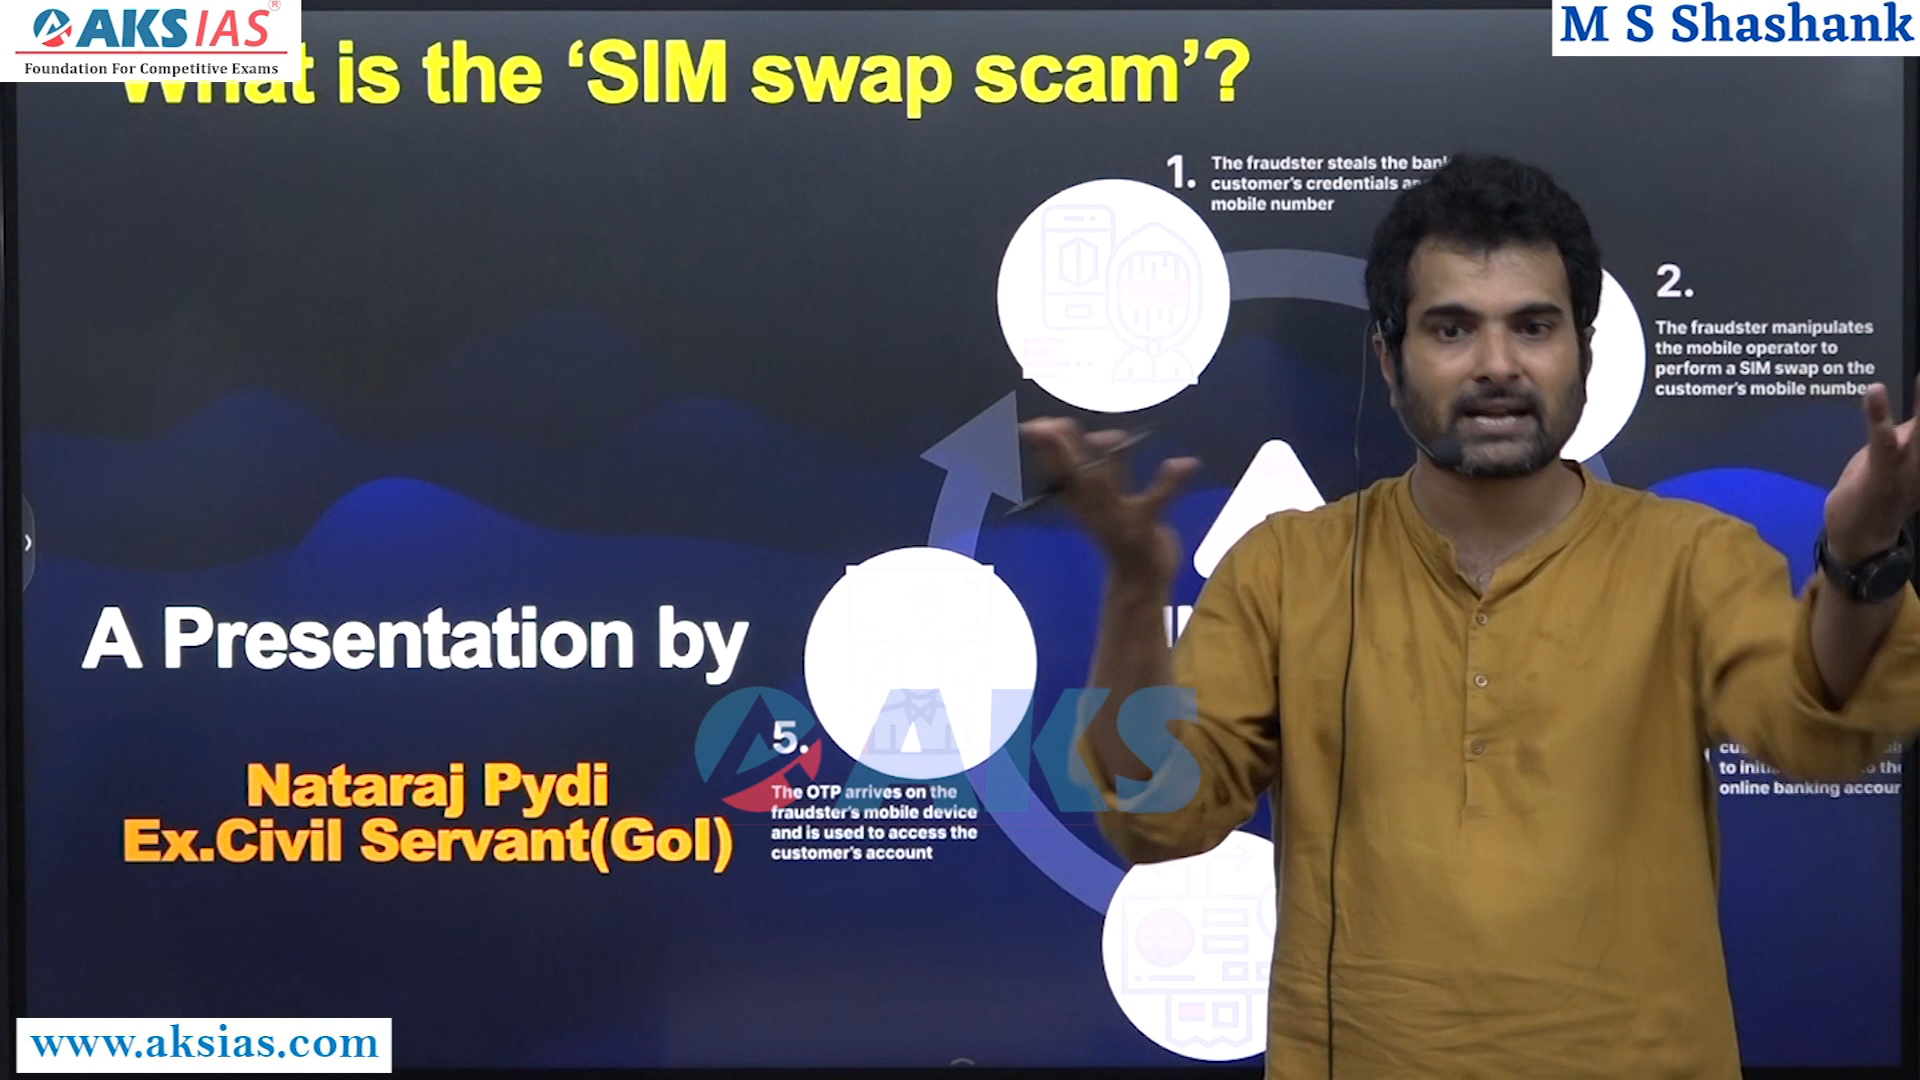 AKS IAS®
Foundation For Competitive Exams
M S Shashank
What is the ‘SIM swap scam’?
1.
The fraudster steals the
customer's credentials
mobile number
2.
The fraudster manipulates
the mobile operator to
perform a SIM swap on the
customer's mobile number
A Presentation by
Nataraj Pydi
Ex.Civil Servant(GoI)
AKS
5.
The OTP arrives on the
fraudster's mobile device
and is used to access the
customer's account
to the
online banking
www.aksias.com